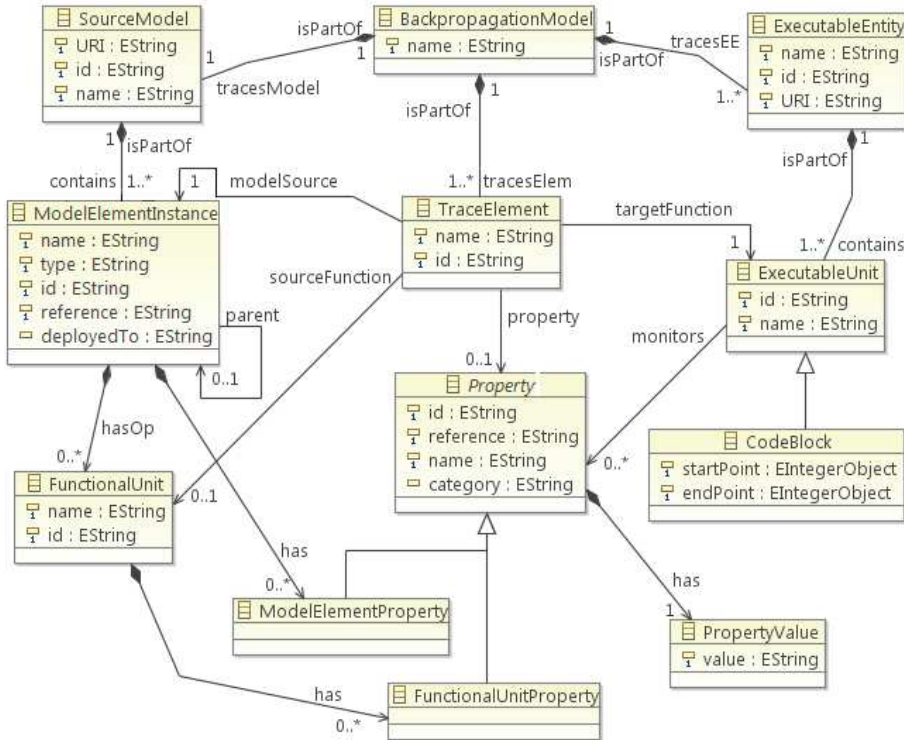 SourceModel
URI : EString
id : EString
name : EString
BackpropagationModel
name : EString
ExecutableEntity
name : EString
id : EString
URI : EString
isPartOf
1
1
tracesModel
1
tracesEE
isPartOf
1..*
1
isPartOf
contains
1..*
isPartOf
1
1..*
tracesElem
1
isPartOf
1..*
contains
1
modelSource
ModelElementInstance
name : EString
type : EString
id : EString
reference : EString
deployedTo : EString
TraceElement
name : EString
id : EString
targetFunction
1
ExecutableUnit
id : EString
name : EString
sourceFunction
parent
0..1
property
0..1
monitors
0..*
Property
id : EString
reference : EString
name : EString
category : EString
CodeBlock
startPoint : EIntegerObject
endPoint : EIntegerObject
hasOp
0..*
0..1
FunctionalUnit
name : EString
id : EString
has
0..*
ModelElementProperty
has
1
PropertyValue
value : EString
has
0..*
FunctionalUnitProperty